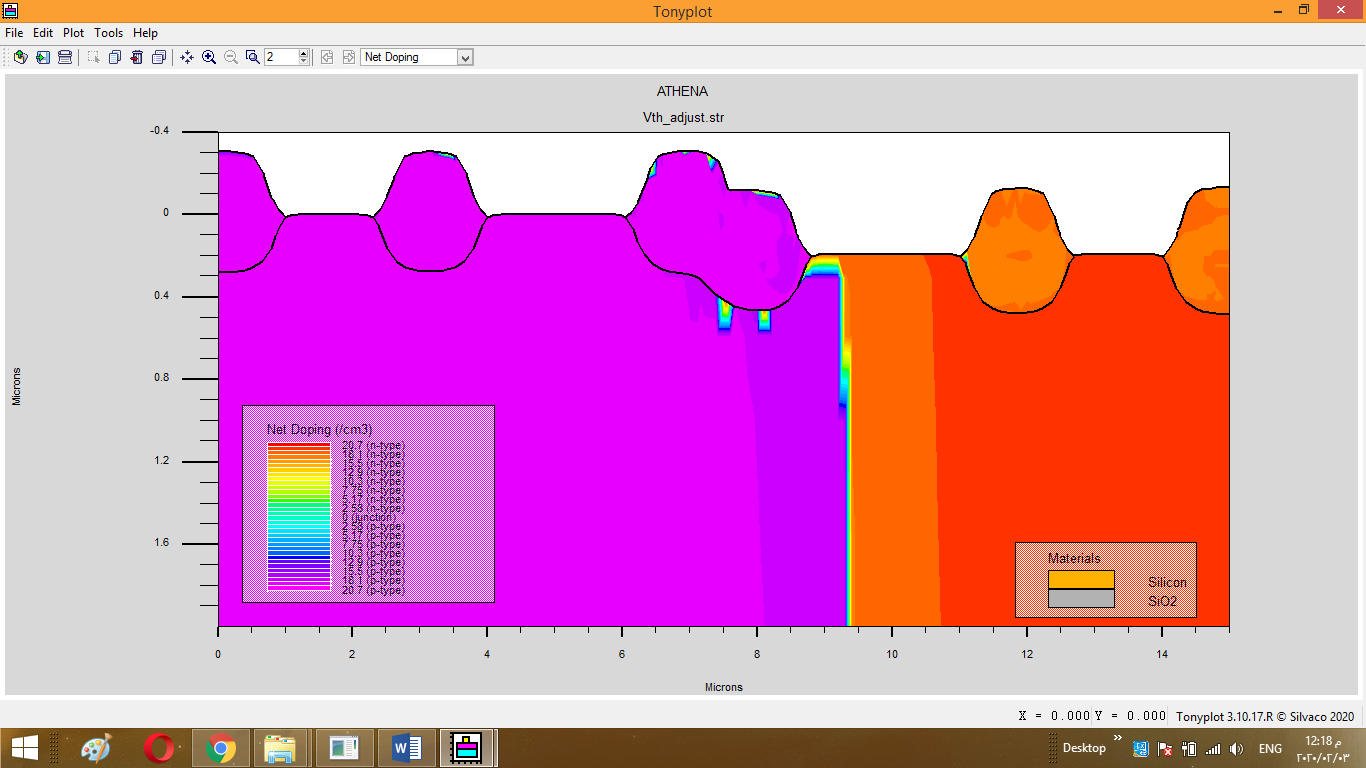 Tonyplot
File Edit Plot Tools Help
2
Net Doping
ATHENA
Vth_adjust.str
-0.4
0
0.4
0.8
1.2
1.6
Microns
Net Doping (/cm3)
20.7 (n-type)
18.1 (n-type)
15.5 (n-type)
12.9 (n-type)
10.3 (n-type)
7.75 (n-type)
5.17 (n-type)
2.58 (n-type)
0 (junction)
2.58 (p-type)
5.17 (p-type)
7.75 (p-type)
10.3 (p-type)
12.9 (p-type)
15.5 (p-type)
18.1 (p-type)
20.7 (p-type)
Materials
Silicon
SiO2
0 2 4 6 8 10 12 14
Microns
X = 0.000 Y = 0.000 Tonyplot 3.10.17.R © Silvaco 2020
Desktop » ENG
12:18 م
٢٠٢٠/٠٢/٠٣